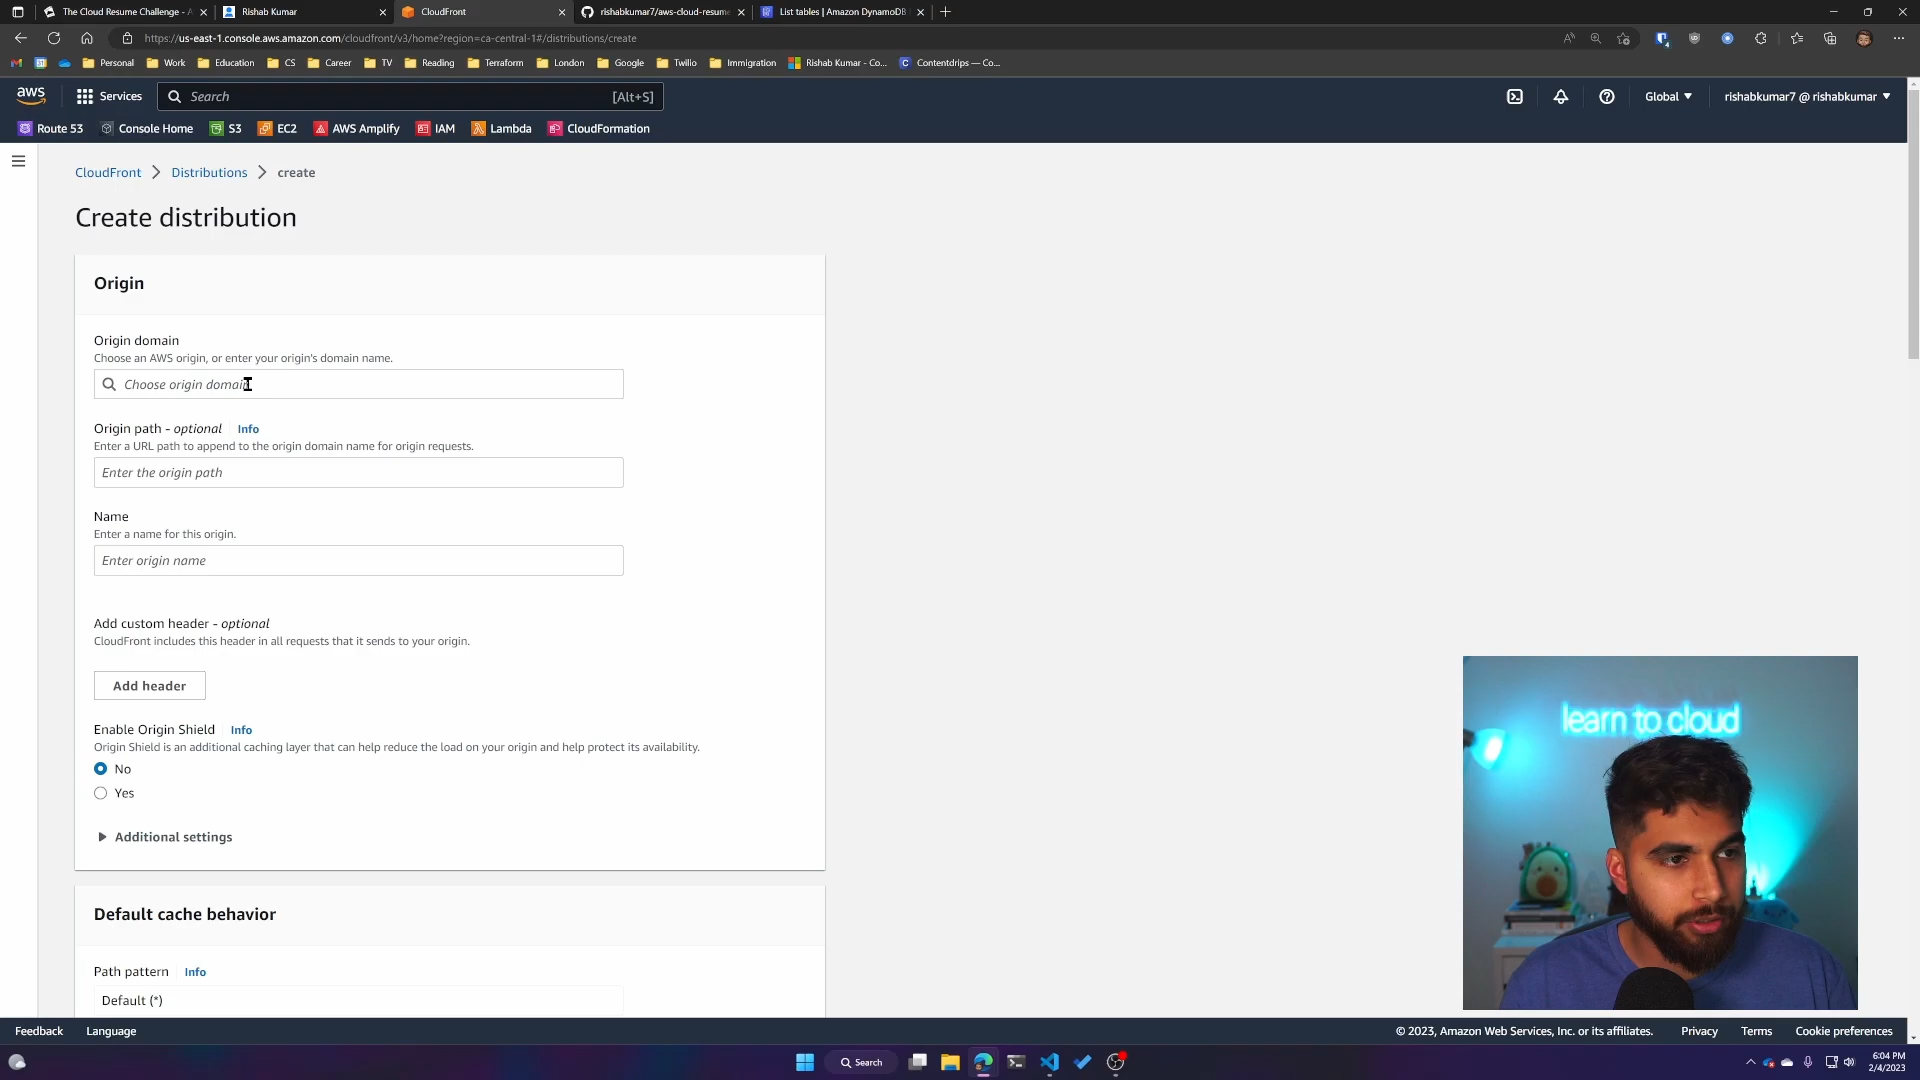 The Cloud Resume Challenge - A
Rishab Kumar
CloudFront
rishabkumar7/aws-cloud-resume
List tables | Amazon DynamoDB
https://us-east-1.console.aws.amazon.com/cloudfront/v3/home?region=ca-central-1#/distributions/create
Personal
Work
Education
CS
Career
TV
Reading
Terraform
London
Google
Twilio
Immigration
Rishab Kumar - Co...
Contentdrips — Co...
aws
Services
Search
[Alt+S]
Global
rishabkumar7 @ rishabkumar
Route 53
Console Home
S3
EC2
AWS Amplify
IAM
Lambda
CloudFormation
CloudFront
Distributions
create
Create distribution
Origin
Origin domain
Choose an AWS origin, or enter your origin's domain name.
Choose origin domain
Origin path - optional
Info
Enter a URL path to append to the origin domain name for origin requests.
Enter the origin path
Name
Enter a name for this origin.
Enter origin name
Add custom header - optional
CloudFront includes this header in all requests that it sends to your origin.
Add header
Enable Origin Shield
Info
Origin Shield is an additional caching layer that can help reduce the load on your origin and help protect its availability.
No
Yes
Additional settings
learn to cloud
Default cache behavior
Path pattern
Info
Default (*)
Feedback
Language
© 2023, Amazon Web Services, Inc. or its affiliates.
Privacy
Terms
Cookie preferences
Search
6:04 PM
2/4/2023